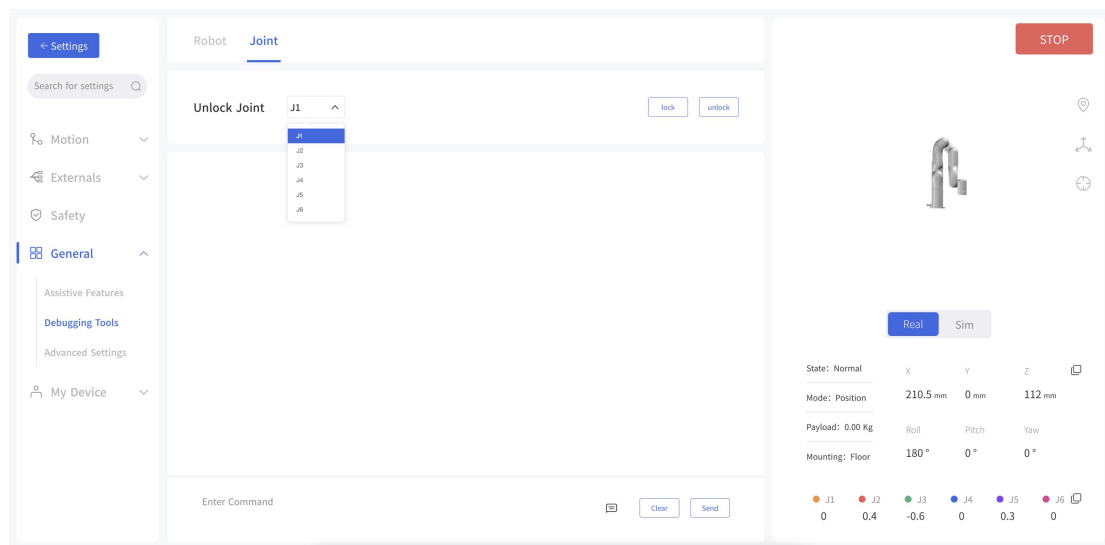 ← Settings
Search for settings
Motion
Externals
Safety
General
Assistive Features
Debugging Tools
Advanced Settings
My Device
Robot Joint
Unlock Joint J1 lock unlock
J1
J2
J3
J4
J5
J6
Enter Command Clear Send
STOP
Real Sim
State: Normal
Mode: Position
Payload: 0.00 Kg
Mounting: Floor
X Y Z
210.5 mm 0 mm 112 mm
Roll Pitch Yaw
180 ° 0 ° 0 °
J1 J2 J3 J4 J5 J6
0 0.4 -0.6 0 0.3 0